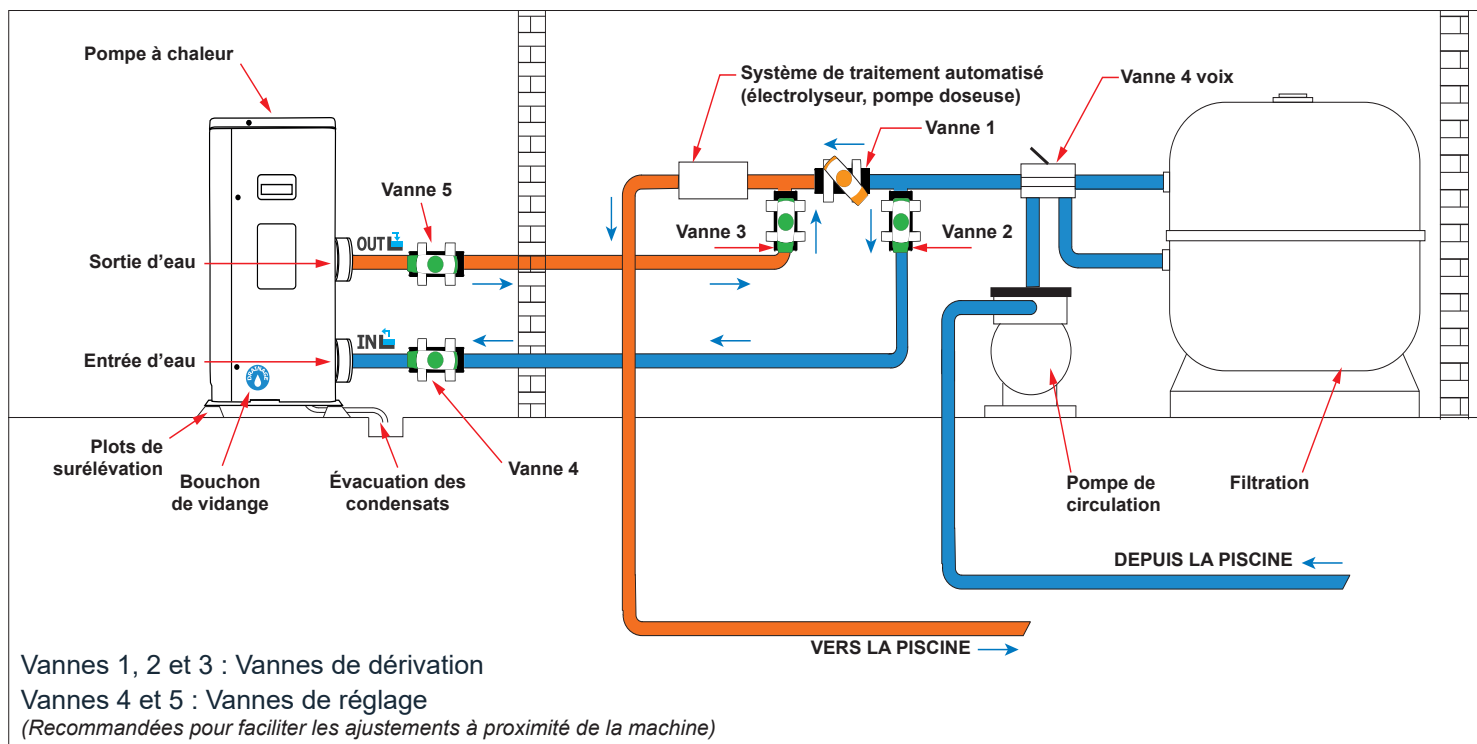 Pompe à chaleur
Système de traitement automatisé
(électrolyseur, pompe doseuse)
Vanne 4 voix
Vanne 1
Vanne 5
Vanne 3
Vanne 2
OUT
Sortie d'eau
IN
Entrée d'eau
Plots de
surélévation
Bouchon
de vidange
Évacuation des
condensats
Vanne 4
Pompe de
circulation
Filtration
DEPUIS LA PISCINE
VERS LA PISCINE
Vannes 1, 2 et 3 : Vannes de dérivation
Vannes 4 et 5 : Vannes de réglage
(Recommandées pour faciliter les ajustements à proximité de la machine)